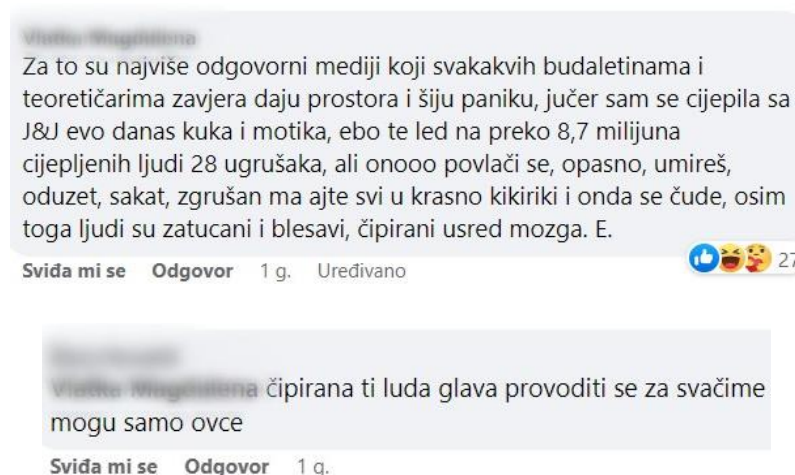 Za to su najviše odgovorni mediji koji svakakvih budaletinama i
teoretičarima zavjera daju prostora i šiju paniku, jučer sam se cijepila sa
J&J evo danas kuka i motika, ebo te led na preko 8,7 milijuna
cijepljenih ljudi 28 ugrušaka, ali onooo povlači se, opasno, umireš,
oduzet, sakat, zgrušan ma ajte svi u krasno kikiriki i onda se čude, osim
toga ljudi su zatucani i blesavi, čipirani usred mozga. E.
Sviđa mi se Odgovor 1 g. Uređivano
27
čipirana ti luda glava provoditi se za svačime
mogu samo ovce
Sviđa mi se Odgovor 1 g.